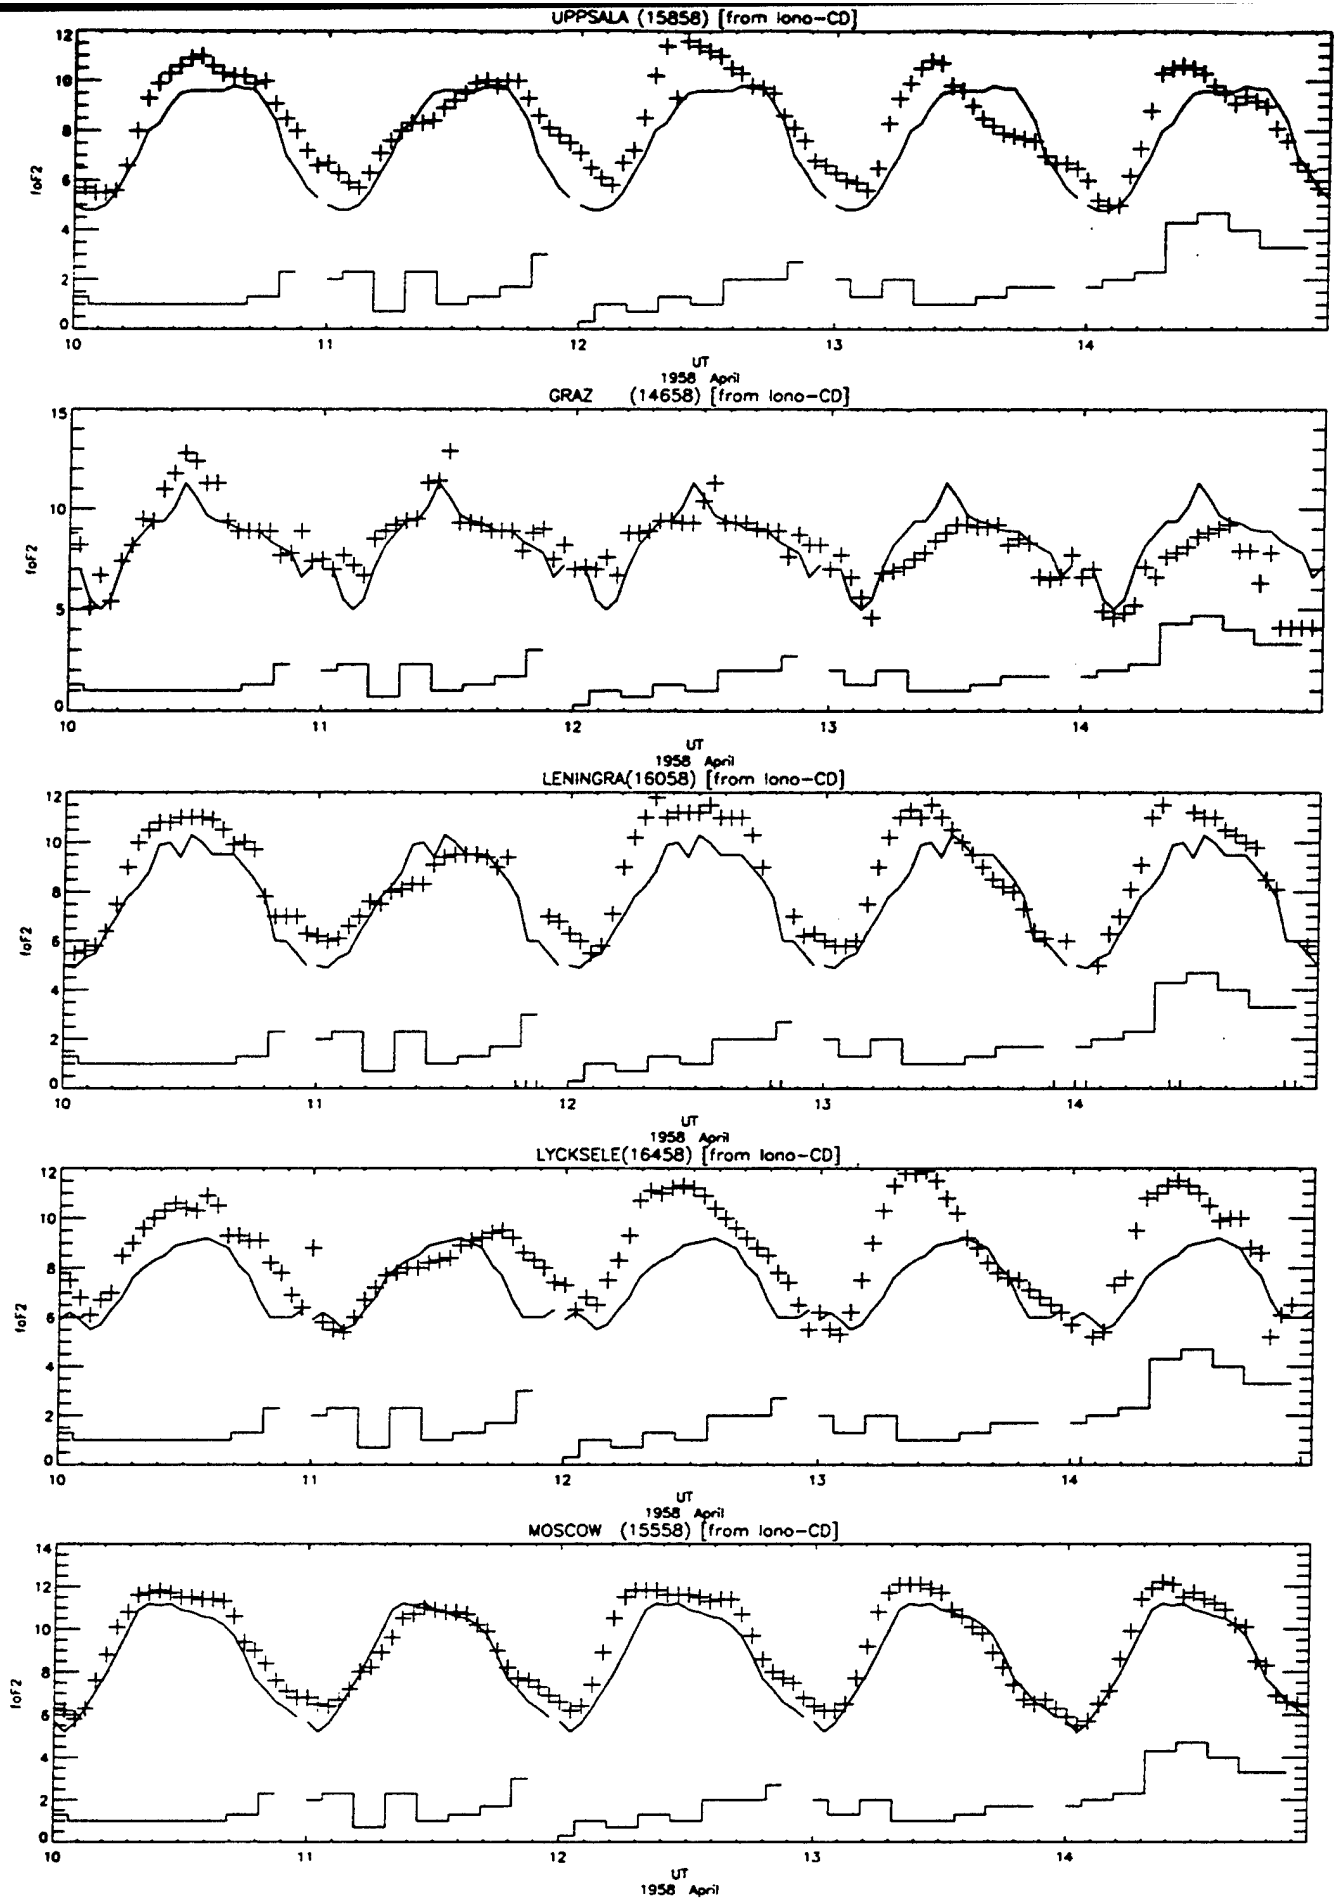 UPPSALA (15858) [from Iono-CD]
12
10
8
6
4
2
0
foF2
10 11 12 13 14
UT
1958 April
GRAZ (14658) [from Iono-CD]
15
10
5
0
foF2
10 11 12 13 14
UT
1958 April
LENINGRA(16058) [from Iono-CD]
12
10
8
6
4
2
0
foF2
10 11 12 13 14
UT
1958 April
LYCKSELE(16458) [from Iono-CD]
12
10
8
6
4
2
0
foF2
10 11 12 13 14
UT
1958 April
MOSCOW (15558) [from Iono-CD]
14
12
10
8
6
4
2
0
foF2
10 11 12 13 14
UT
1958 April